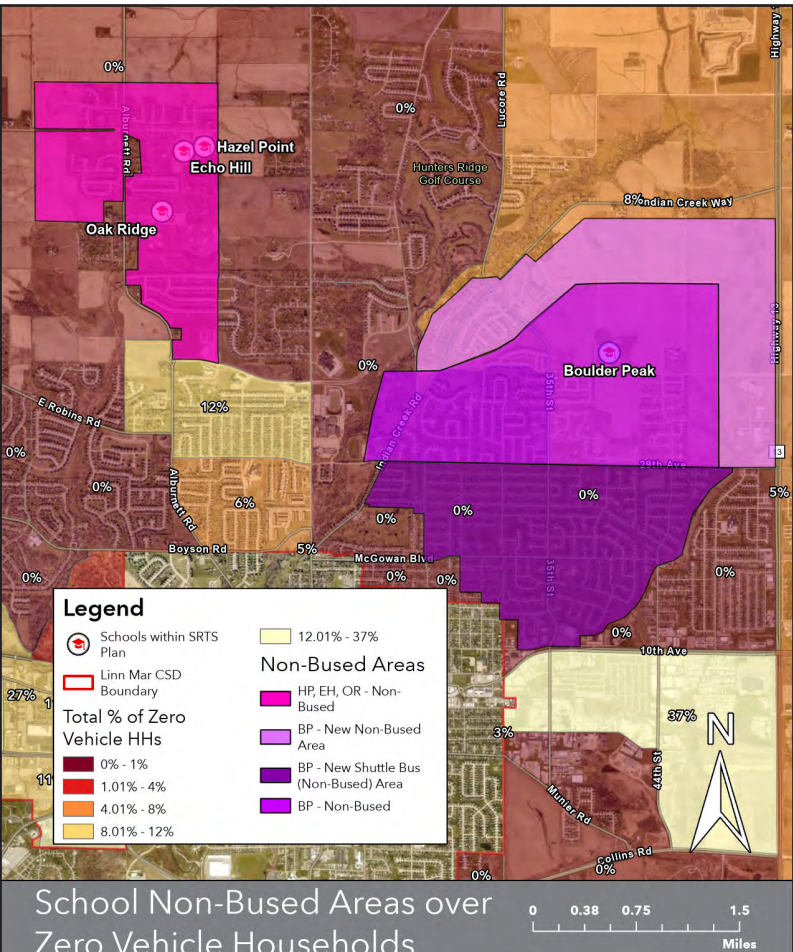 0%
Highway
Alburnett Rd
Lucore Rd
0%
Hazel Point
Echo Hill
Hunters Ridge
Golf Course
8%
ndian Creek Way
Oak Ridge
Highway 13
0%
Boulder Peak
35th St
Indian Creek Rd
12%
E Robins Rd
0%
13
29th Ave
0%
Alburnett Rd
6%
0%
0%
0%
5%
Boyson Rd
5%
McGowan Blvd
35th St
0%
0%
0%
0%
0%
10th Ave
Legend
Schools within SRTS
Plan
Linn Mar CSD
Boundary
Total % of Zero
Vehicle HHs
0% - 1%
1.01% - 4%
4.01% - 8%
8.01% - 12%
12.01% - 37%
Non-Bused Areas
HP, EH, OR - Non-
Bused
BP - New Non-Bused
Area
BP - New Shuttle Bus
(Non-Bused) Area
BP - Non-Bused
27%
1
11
37%
N
3%
44th St
Munier Rd
Collins Rd
0%
0%
School Non-Bused Areas over
Zero Vehicle Households
0 0.38 0.75 1.5
Miles